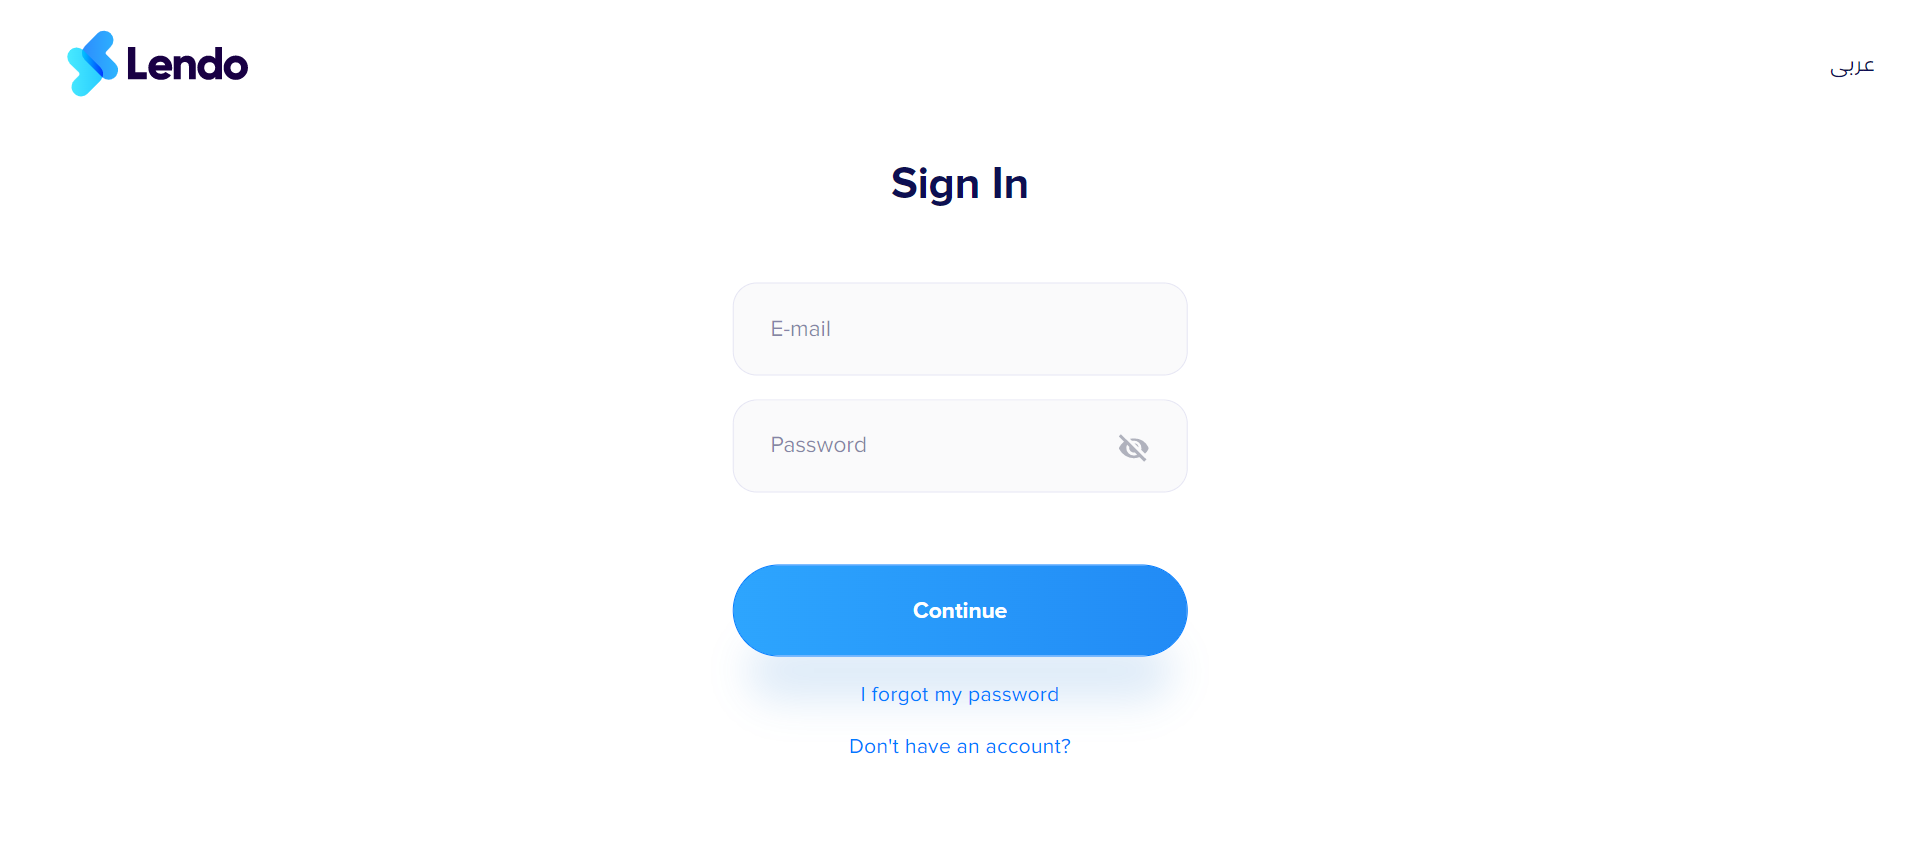 Lendo
عربى
Sign In
E-mail
Password
Continue
I forgot my password
Don't have an account?